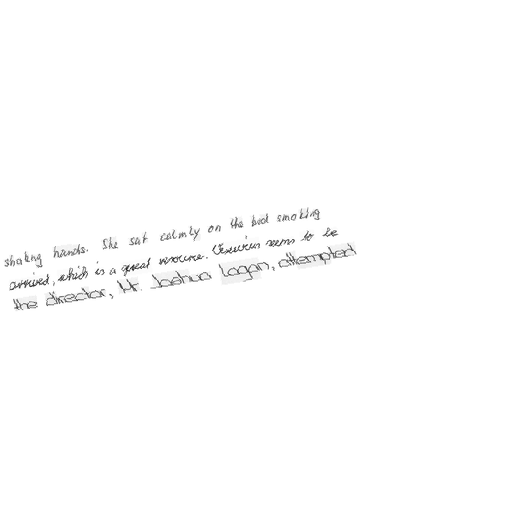 shaking hands. She sat calmly on the bed smoking
arrived, which is a great resource. seems to be
the director, Mr. Joshua Logan, attempted